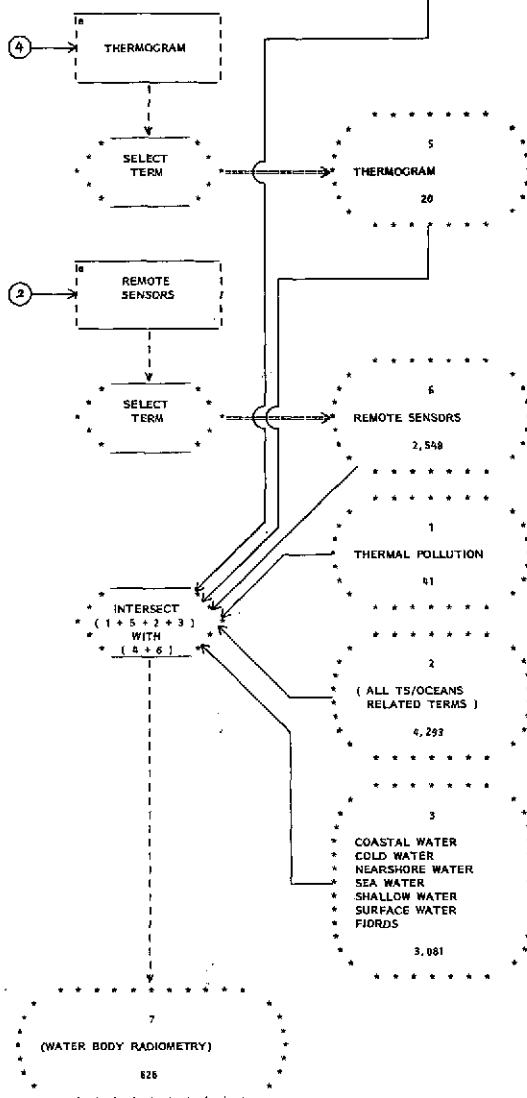 a
4
THERMOGRAM
SELECT
TERM
5
THERMOGRAM
20
a
2
REMOTE
SENSORS
SELECT
TERM
6
REMOTE SENSORS
2,548
1
THERMAL POLLUTION
41
INTERSECT
( 1 + 5 + 2 + 3 )
WITH
( 4 + 6 )
2
( ALL TS/OCEANS
RELATED TERMS )
4,293
3
COASTAL WATER
COLD WATER
NEARSHORE WATER
SEA WATER
SHALLOW WATER
SURFACE WATER
FIORDS
3,081
7
(WATER BODY RADIOMETRY)
626